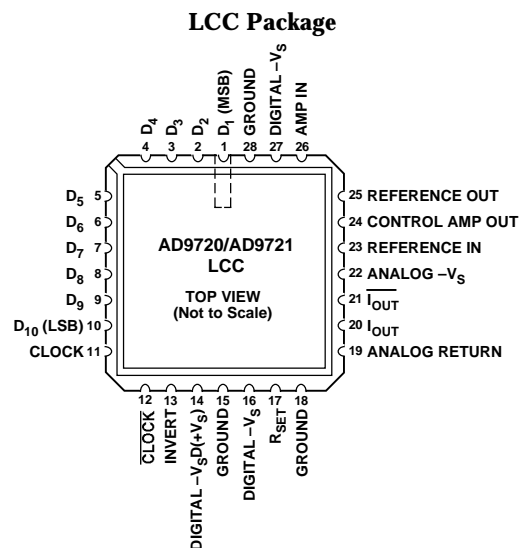 LCC Package
D4
D3
D2
D1 (MSB)
GROUND
DIGITAL –VS
AMP IN
4 3 2 1 28 27 26
D5 5
D6 6
D7 7
D8 8
D9 9
D10 (LSB) 10
CLOCK 11
AD9720/AD9721
LCC
TOP VIEW
(Not to Scale)
25 REFERENCE OUT
24 CONTROL AMP OUT
23 REFERENCE IN
22 ANALOG –VS
21 I̅O̅U̅T̅
20 IOUT
19 ANALOG RETURN
12 13 14 15 16 17 18
C̅L̅O̅C̅K̅
INVERT
DIGITAL –VSD(+VS)
GROUND
DIGITAL –VS
RSET
GROUND